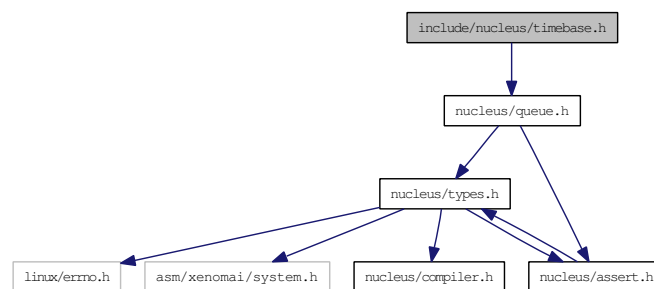 include/nucleus/timebase.h
nucleus/queue.h
nucleus/types.h
linux/errno.h
asm/xenomai/system.h
nucleus/compiler.h
nucleus/assert.h